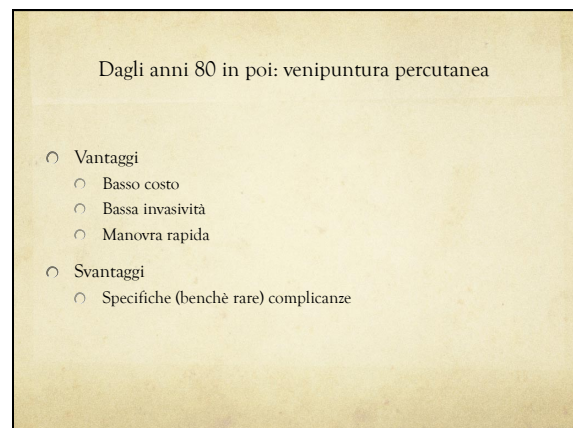 Dagli anni 80 in poi: venipuntura percutanea
Vantaggi
Basso costo
Bassa invasività
Manovra rapida
Svantaggi
Specifiche (benchè rare) complicanze